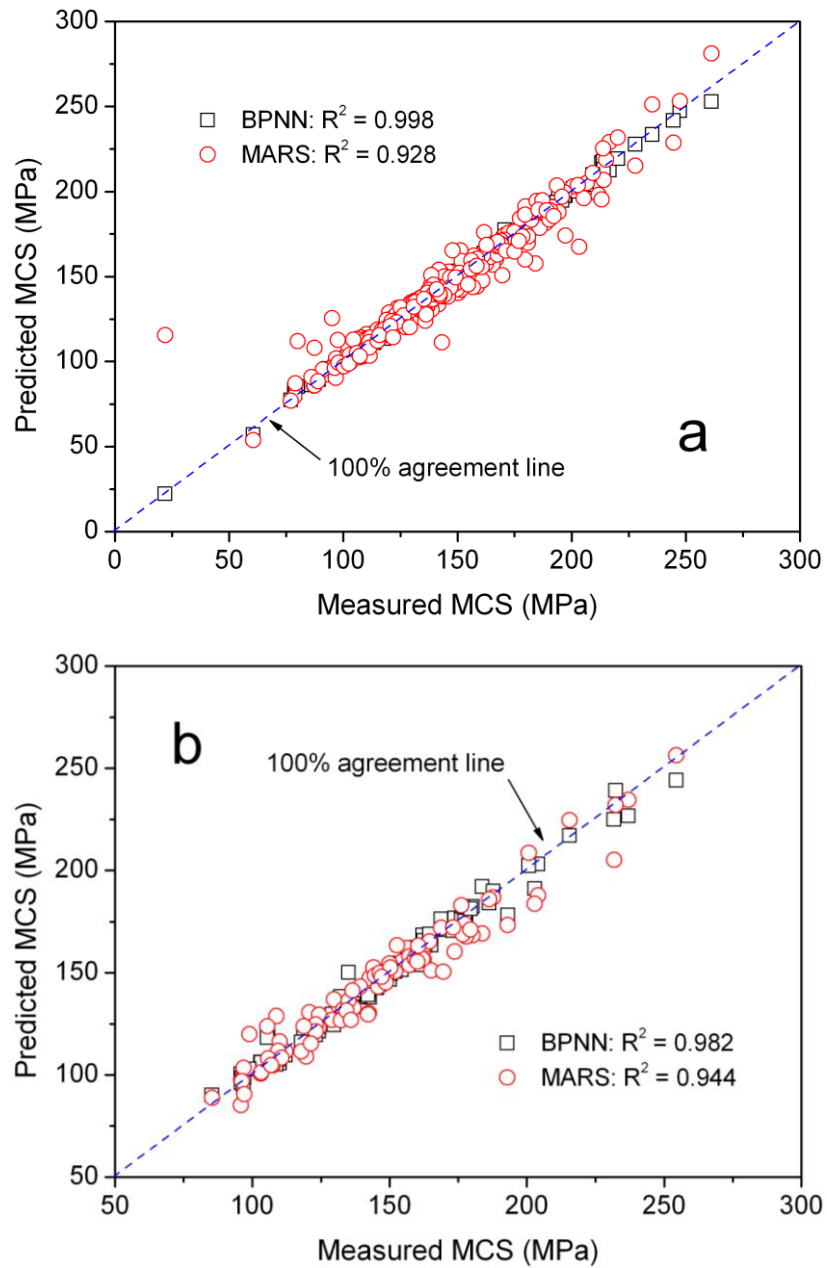 300
250
200
150
100
50
0
Predicted MCS (MPa)
BPNN: R² = 0.998
MARS: R² = 0.928
100% agreement line
a
0 50 100 150 200 250 300
Measured MCS (MPa)
300
250
200
150
100
50
Predicted MCS (MPa)
b
100% agreement line
BPNN: R² = 0.982
MARS: R² = 0.944
50 100 150 200 250 300
Measured MCS (MPa)